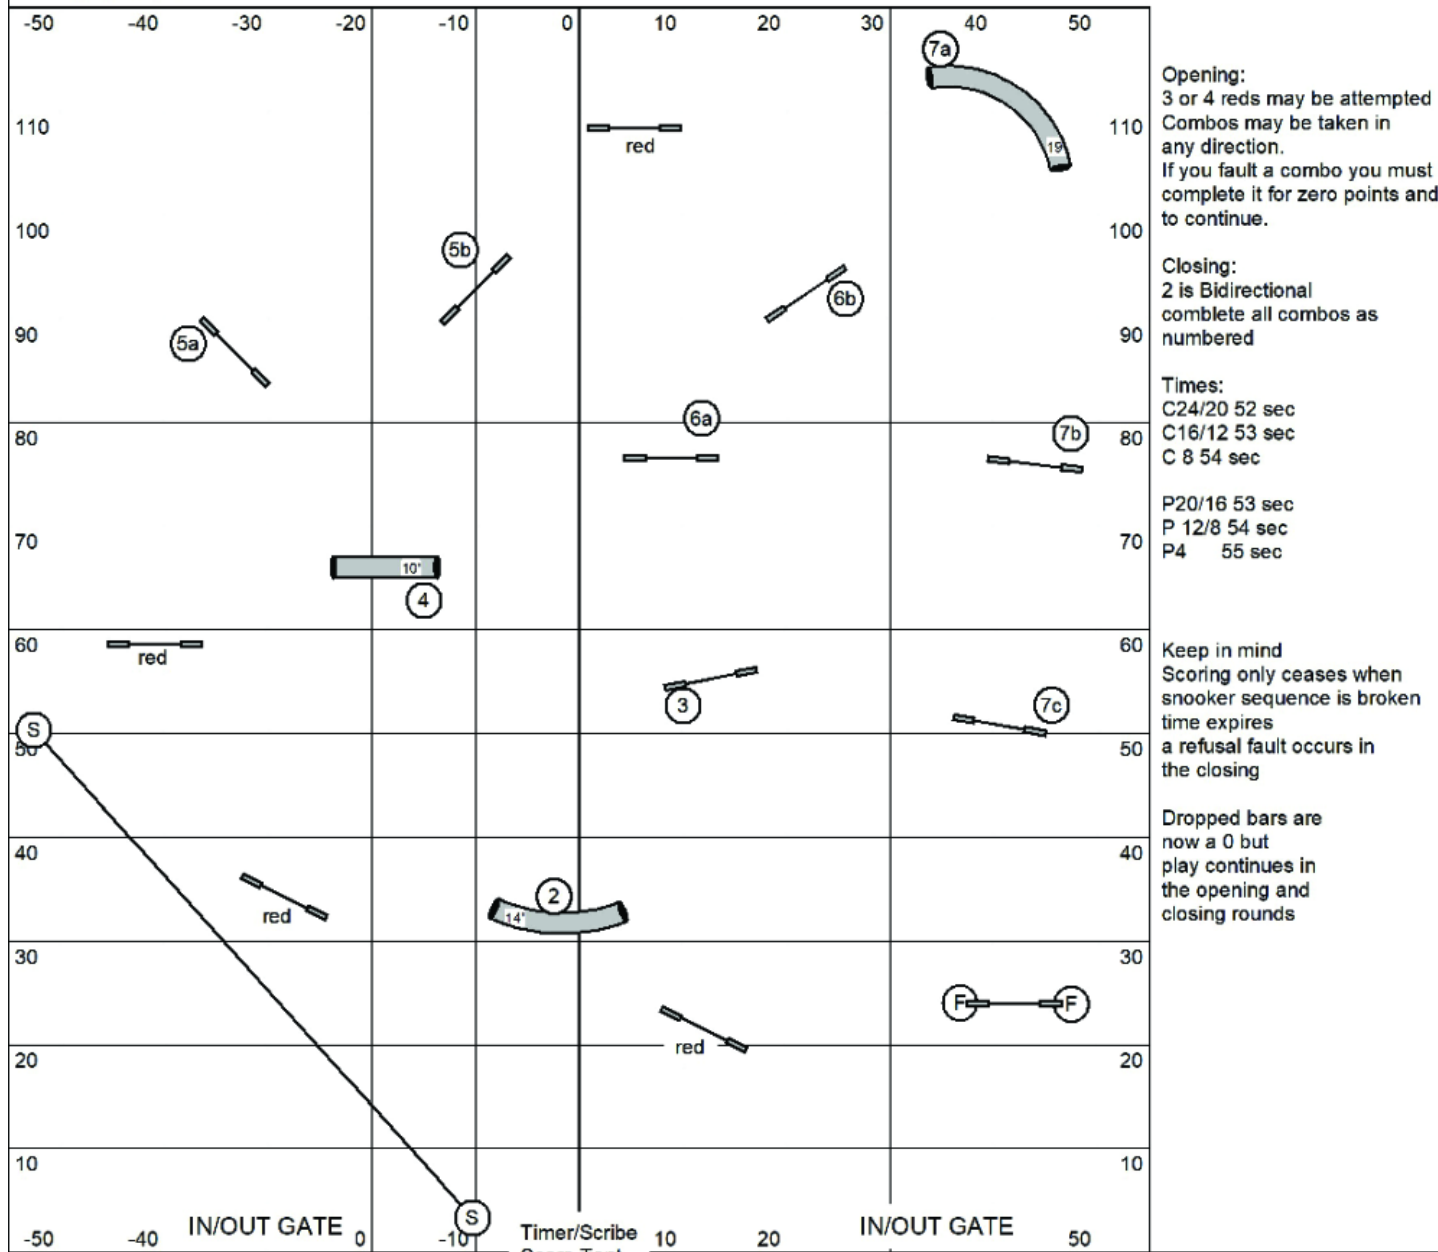 -50 -40 -30 -20 -10 0 10 20 30 40 50
7a
Opening:
3 or 4 reds may be attempted
Combos may be taken in
any direction.
If you fault a combo you must
complete it for zero points and
to continue.
110 red 19 110
100 5b 100
6b
Closing:
2 is Bidirectional
comblete all combos as
numbered
90 5a 90
Times:
C24/20 52 sec
C16/12 53 sec
C 8 54 sec
6a
80 7b 80
P20/16 53 sec
P 12/8 54 sec
P4 55 sec
70 10' 70
4
60 red 60
3 7c
S
50 50
Keep in mind
Scoring only ceases when
snooker sequence is broken
time expires
a refusal fault occurs in
the closing
Dropped bars are
now a 0 but
play continues in
the opening and
closing rounds
40 40
red 2 14'
30 30
F F
20 red 20
10 10
S
IN/OUT GATE IN/OUT GATE
-50 -40 0 -10 Timer/Scribe 10 20 50